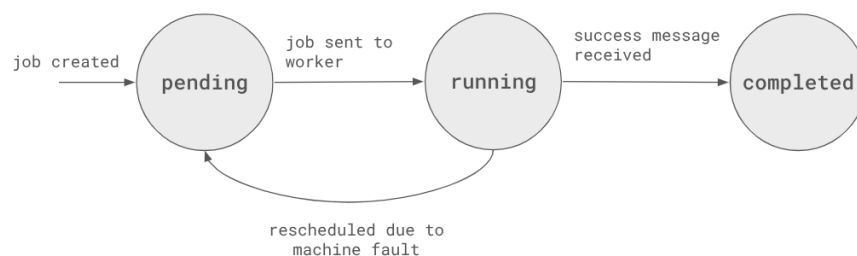 job created
pending
job sent to
worker
running
success message
received
completed
rescheduled due to
machine fault